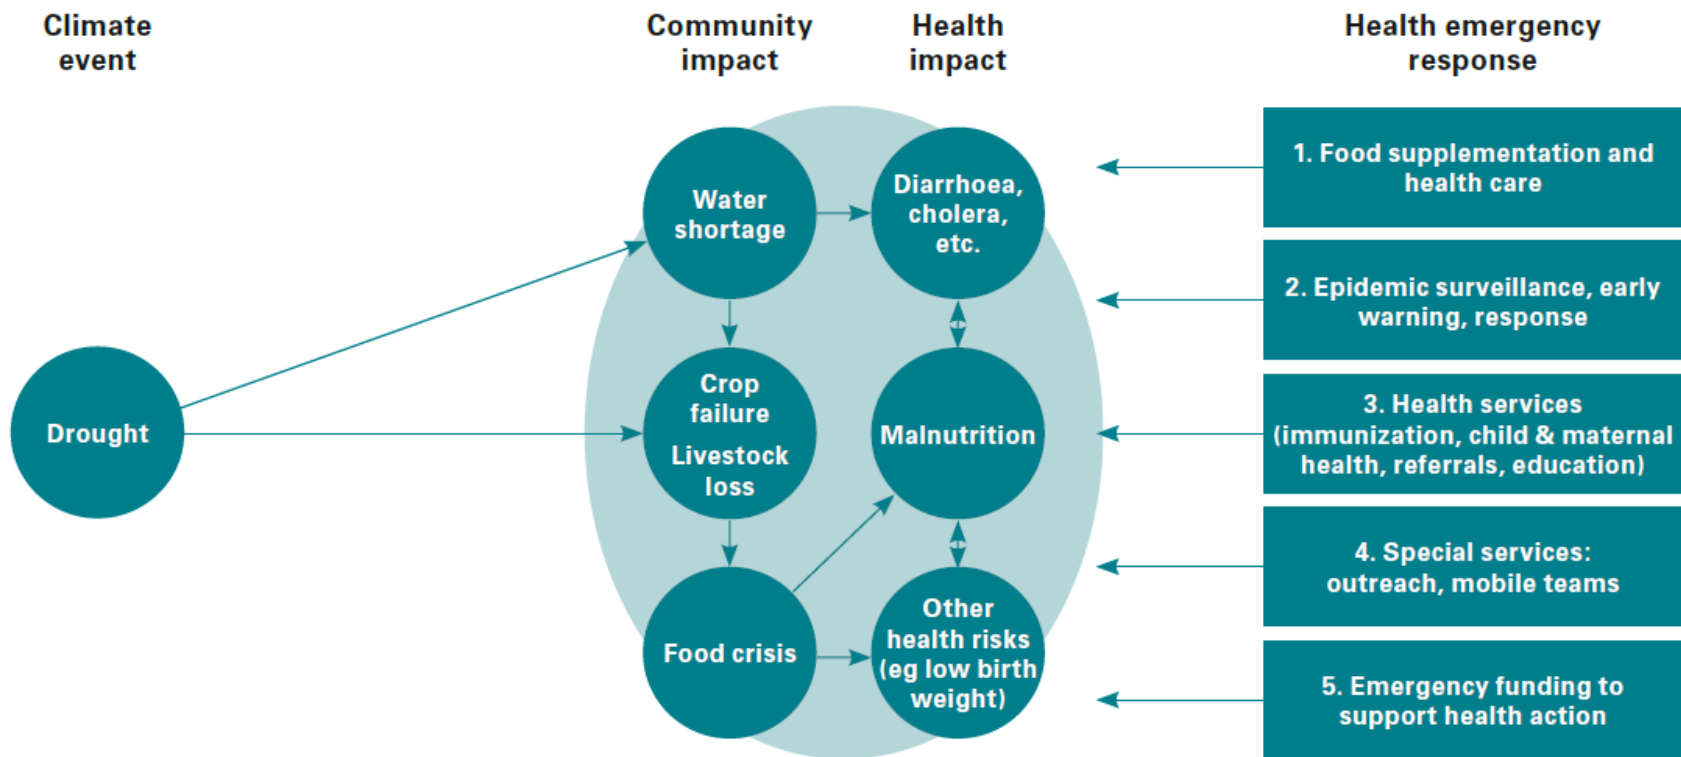 Climate
event
Community
impact
Health
impact
Health emergency
response
Drought
Water
shortage
Crop
failure
Livestock
loss
Food crisis
Diarrhoea,
cholera,
etc.
Malnutrition
Other
health risks
(eg low birth
weight)
1. Food supplementation and
health care
2. Epidemic surveillance, early
warning, response
3. Health services
(immunization, child & maternal
health, referrals, education)
4. Special services:
outreach, mobile teams
5. Emergency funding to
support health action